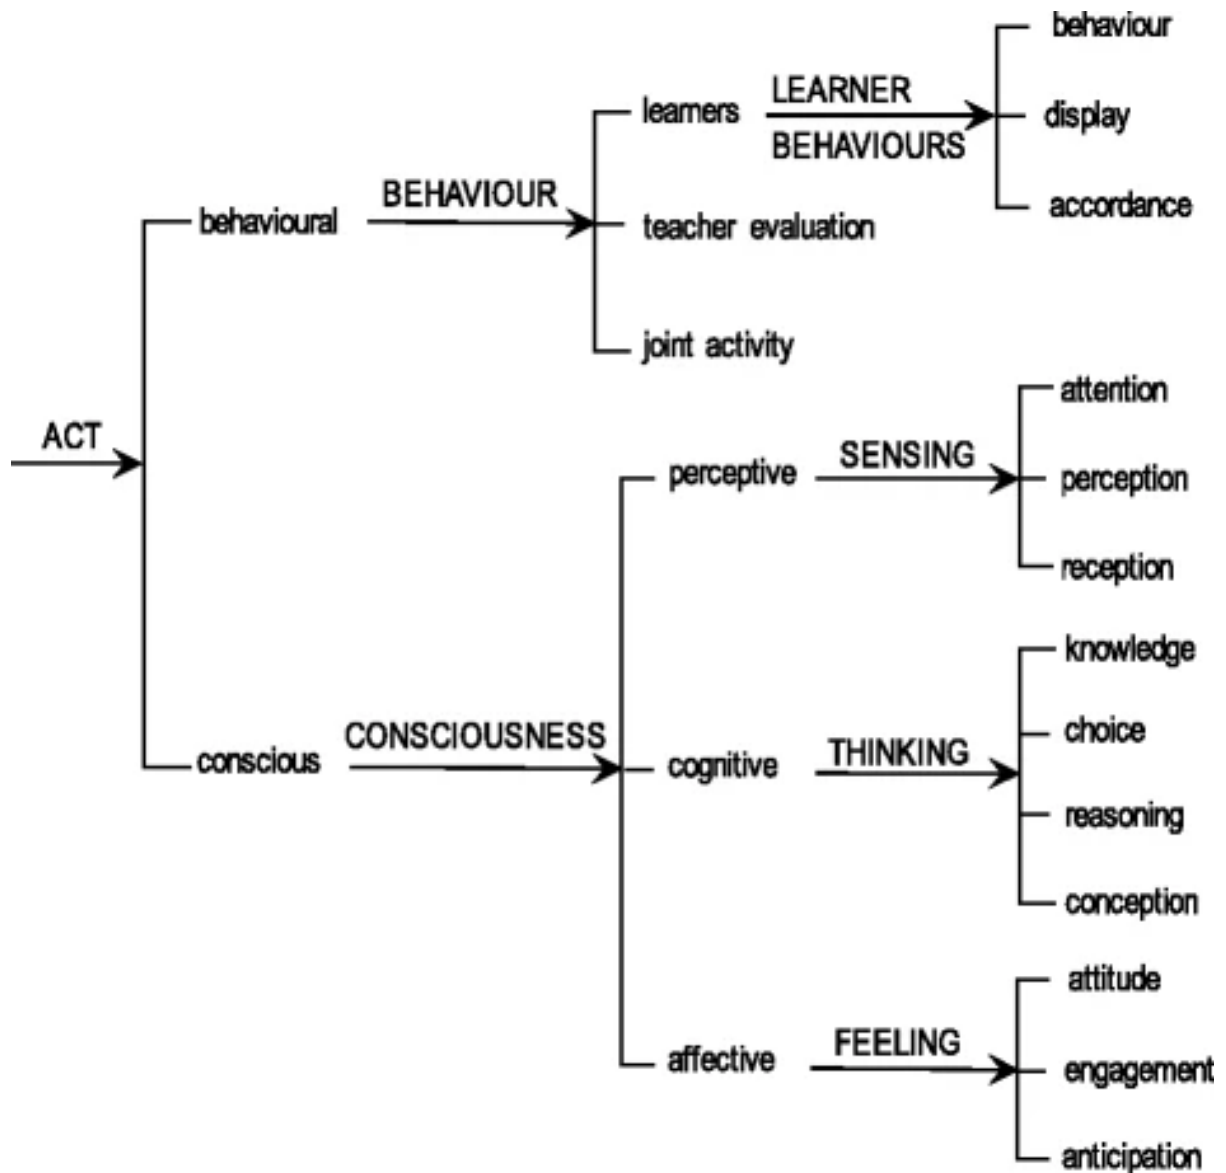 behaviour
learners
LEARNER
BEHAVIOURS
display
accordance
behavioural
BEHAVIOUR
teacher evaluation
joint activity
ACT
perceptive
SENSING
attention
perception
reception
conscious
CONSCIOUSNESS
cognitive
THINKING
knowledge
choice
reasoning
conception
affective
FEELING
attitude
engagement
anticipation